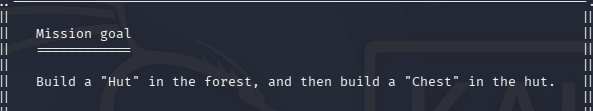 Mission goal
Build a "Hut" in the forest, and then build a "Chest" in the hut.